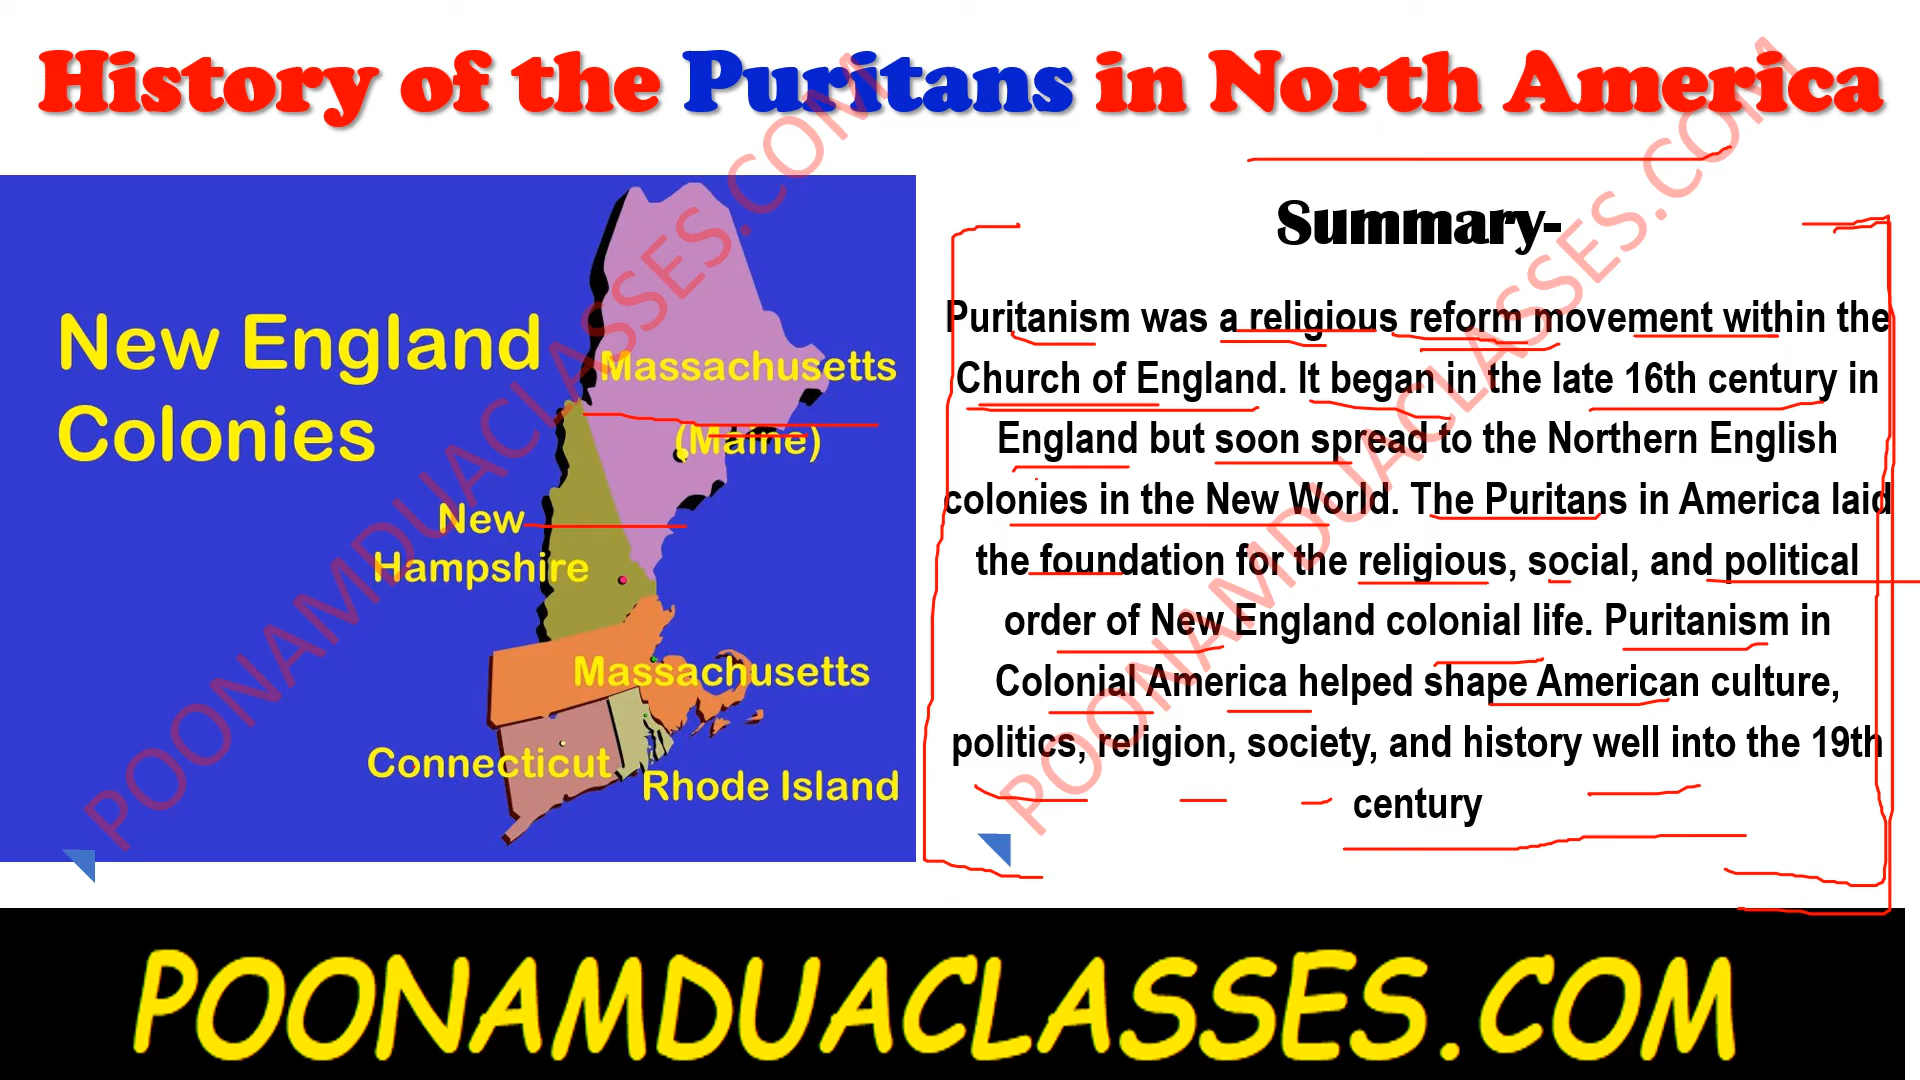 History of the Puritans in North America
New England
Colonies
Massachusetts
(Maine)
New
Hampshire
Massachusetts
Connecticut
Rhode Island
Summary-
Puritanism was a religious reform movement within the
Church of England. It began in the late 16th century in
England but soon spread to the Northern English
colonies in the New World. The Puritans in America laid
the foundation for the religious, social, and political
order of New England colonial life. Puritanism in
Colonial America helped shape American culture,
politics, religion, society, and history well into the 19th
century
POONAMDUACLASSES.COM
POONAMDUACLASSES.COM
POONAMDUACLASSES.COM